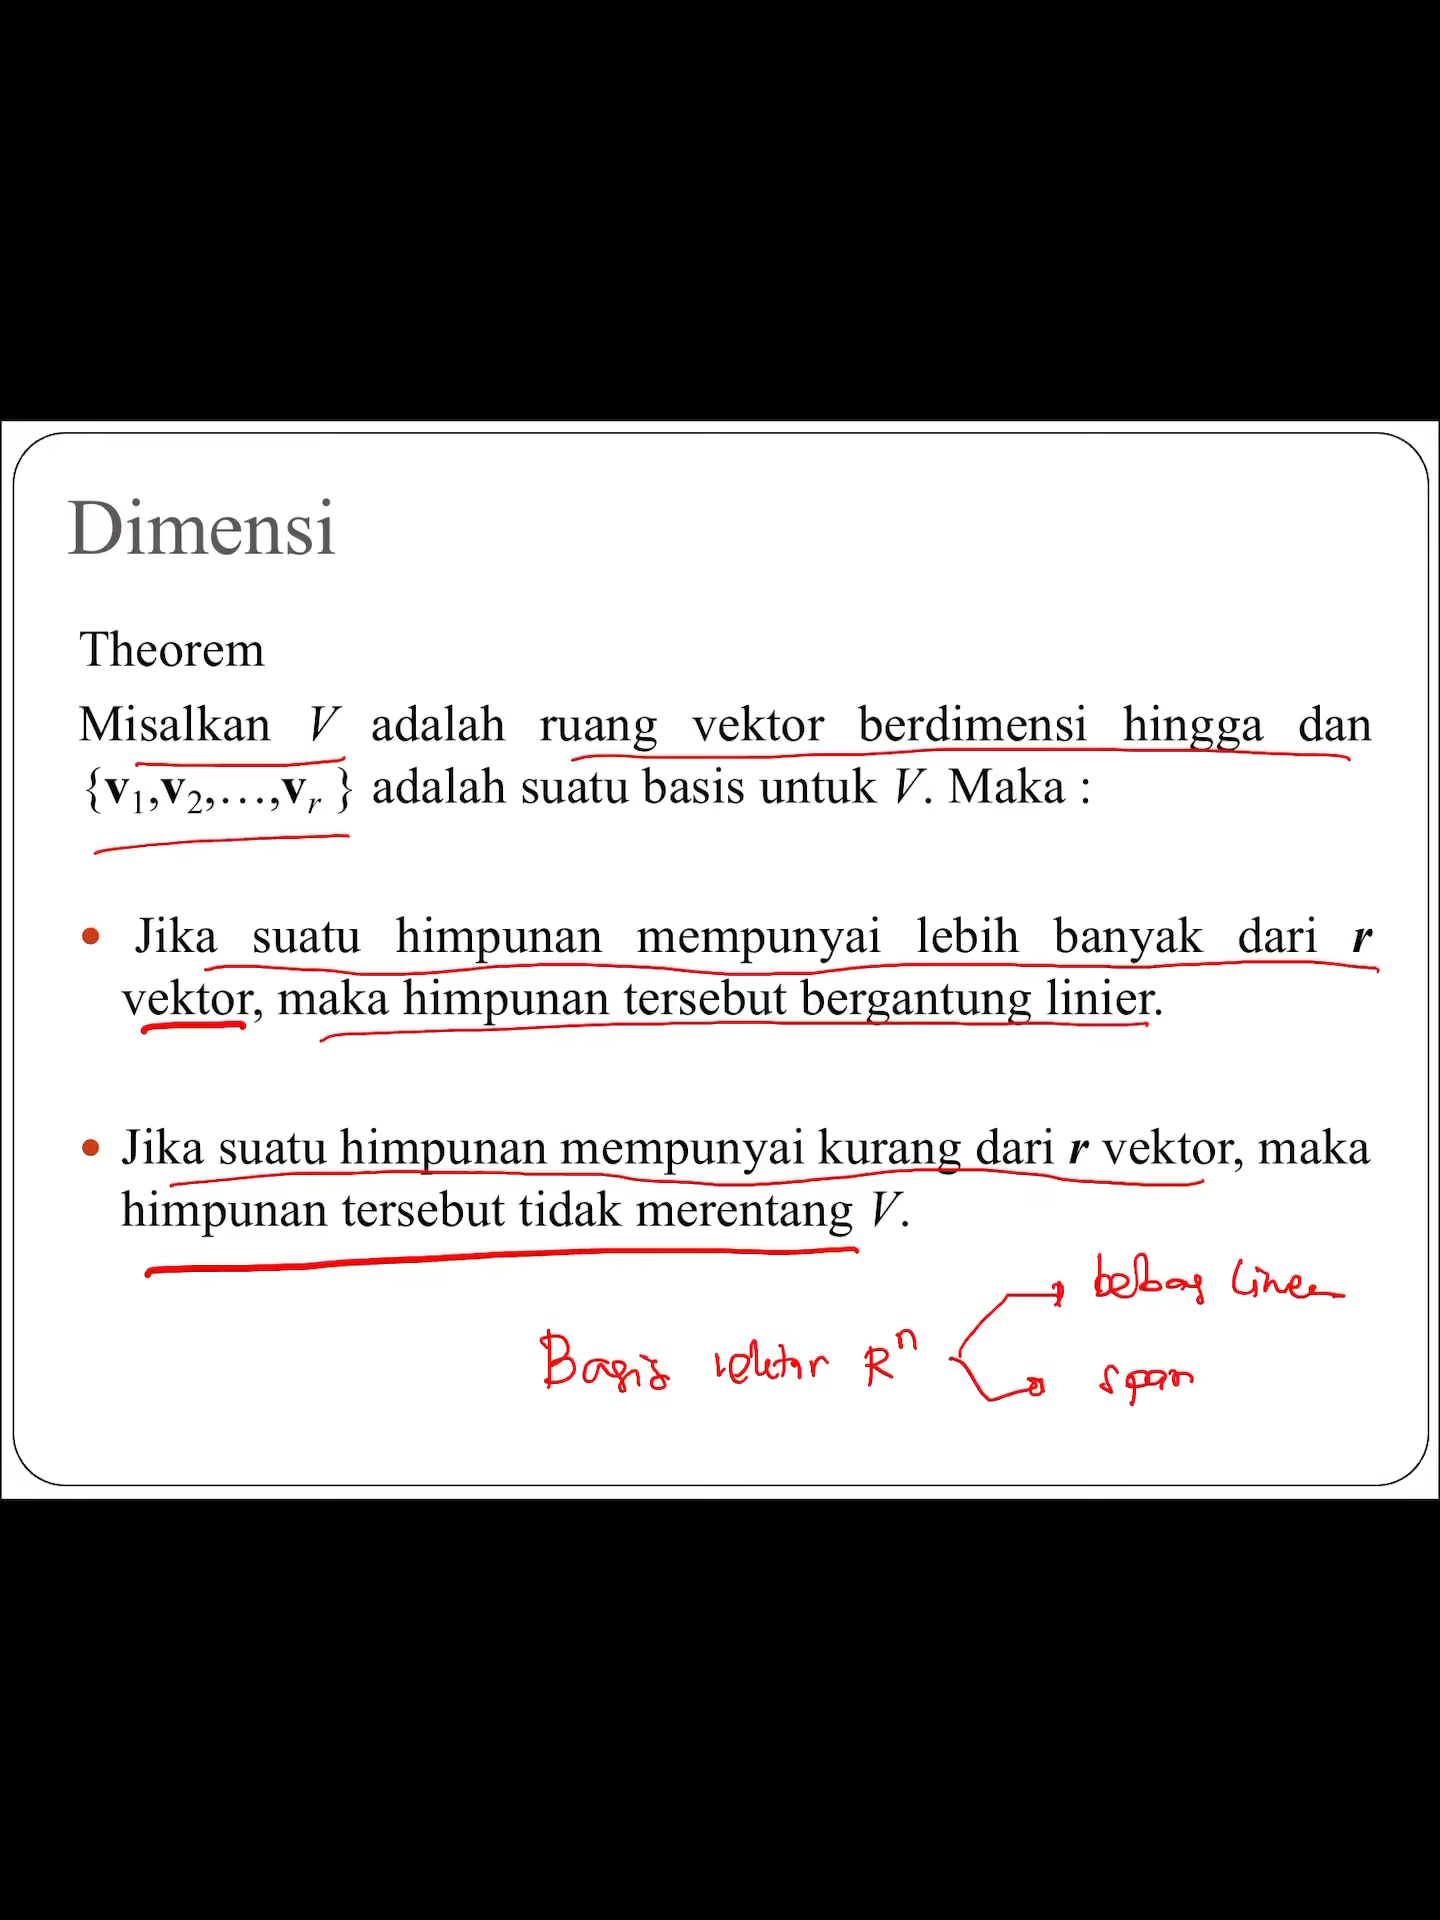 Dimensi
Theorem
Misalkan V adalah ruang vektor berdimensi hingga dan
{v₁,v₂,…,vᵣ } adalah suatu basis untuk V. Maka :
• Jika suatu himpunan mempunyai lebih banyak dari r
vektor, maka himpunan tersebut bergantung linier.
• Jika suatu himpunan mempunyai kurang dari r vektor, maka
himpunan tersebut tidak merentang V.
Basis vektor Rⁿ
span